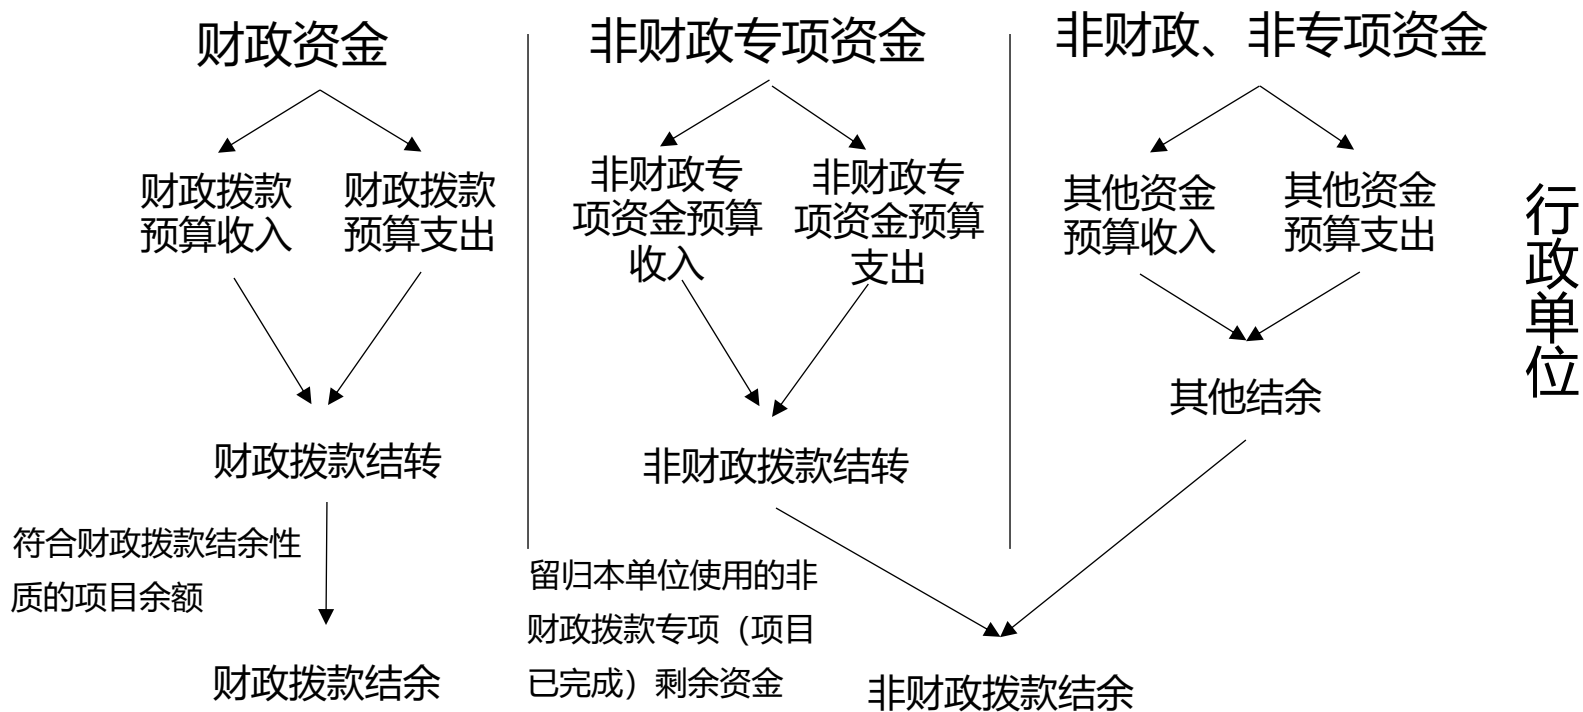 财政资金
非财政专项资金
非财政、非专项资金
财政拨款
预算收入
财政拨款
预算支出
非财政专
项资金预算
收入
非财政专
项资金预算
支出
其他资金
预算收入
其他资金
预算支出
行政单位
财政拨款结转
非财政拨款结转
其他结余
符合财政拨款结余性
质的项目余额
留归本单位使用的非
财政拨款专项（项目
已完成）剩余资金
财政拨款结余
非财政拨款结余